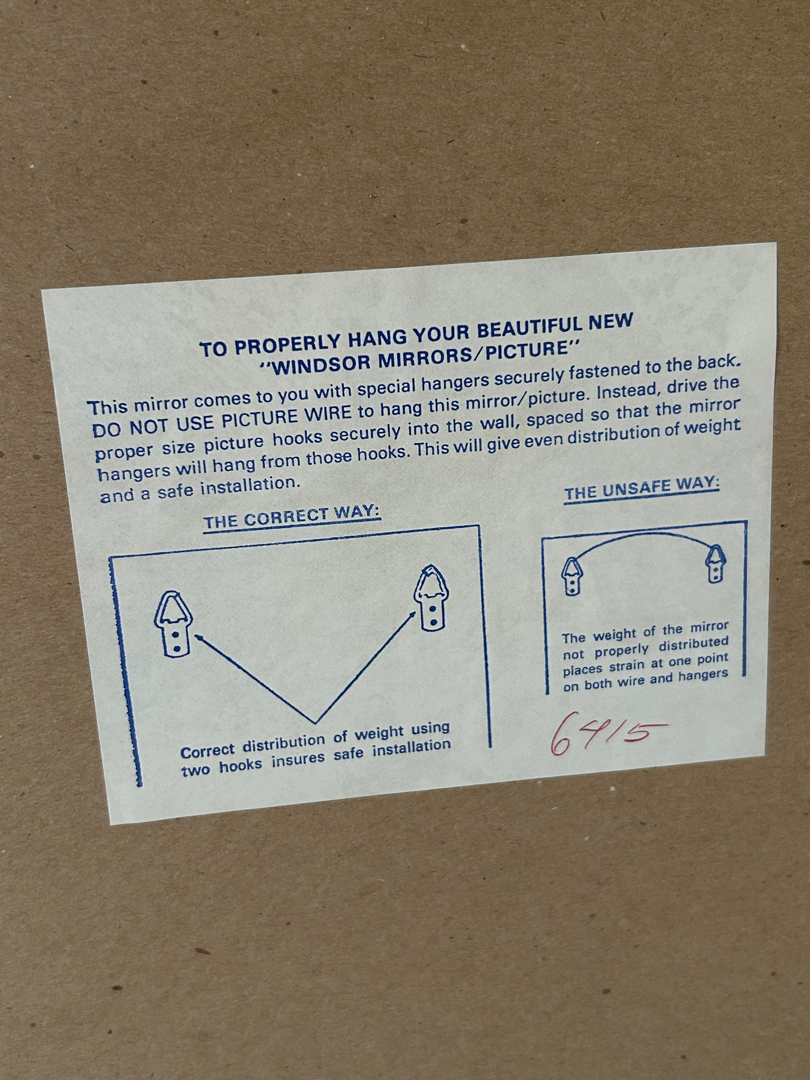 TO PROPERLY HANG YOUR BEAUTIFUL NEW
"WINDSOR MIRRORS/PICTURE"
This mirror comes to you with special hangers securely fastened to the back.
DO NOT USE PICTURE WIRE to hang this mirror/picture. Instead, drive the
proper size picture hooks securely into the wall, spaced so that the mirror
hangers will hang from those hooks. This will give even distribution of weight
and a safe installation.
THE CORRECT WAY:
Correct distribution of weight using
two hooks insures safe installation
THE UNSAFE WAY:
The weight of the mirror
not properly distributed
places strain at one point
on both wire and hangers
6415